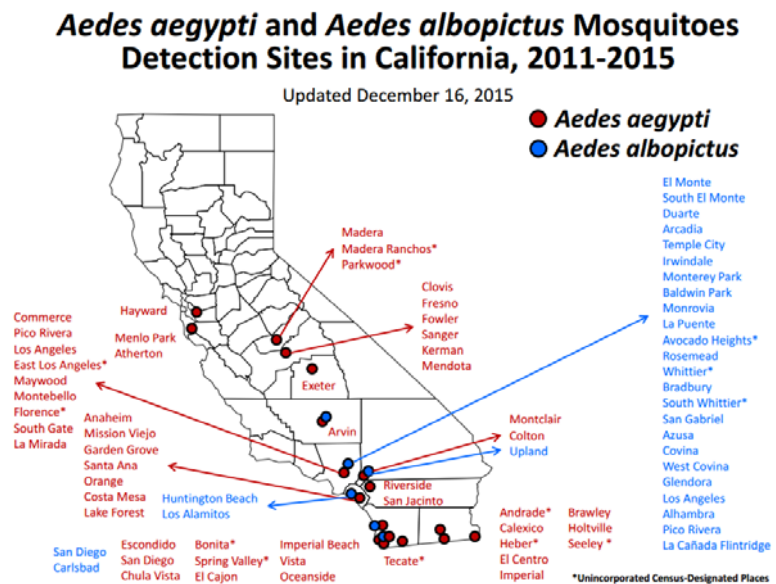 Aedes aegypti and Aedes albopictus Mosquitoes
Detection Sites in California, 2011-2015
Updated December 16, 2015
Aedes aegypti
Aedes albopictus
El Monte
South El Monte
Duarte
Arcadia
Temple City
Irwindale
Monterey Park
Baldwin Park
Monrovia
La Puente
Avocado Heights*
Rosemead
Whittier*
Bradbury
South Whittier*
San Gabriel
Azusa
Covina
West Covina
Glendora
Los Angeles
Alhambra
Pico Rivera
La Cañada Flintridge
Madera
Madera Ranchos*
Parkwood*
Clovis
Fresno
Fowler
Sanger
Kerman
Mendota
Hayward
Menlo Park
Atherton
Exeter
Arvin
Commerce
Pico Rivera
Los Angeles
East Los Angeles*
Maywood
Montebello
Florence*
South Gate
La Mirada
Anaheim
Mission Viejo
Garden Grove
Santa Ana
Orange
Costa Mesa
Lake Forest
Huntington Beach
Los Alamitos
Montclair
Colton
Upland
Riverside
San Jacinto
San Diego
Carlsbad
Escondido
San Diego
Chula Vista
Bonita*
Spring Valley*
El Cajon
Imperial Beach
Vista
Oceanside
Tecate*
Andrade*
Calexico
Heber*
El Centro
Imperial
Brawley
Holtville
Seeley *
*Unincorporated Census-Designated Places